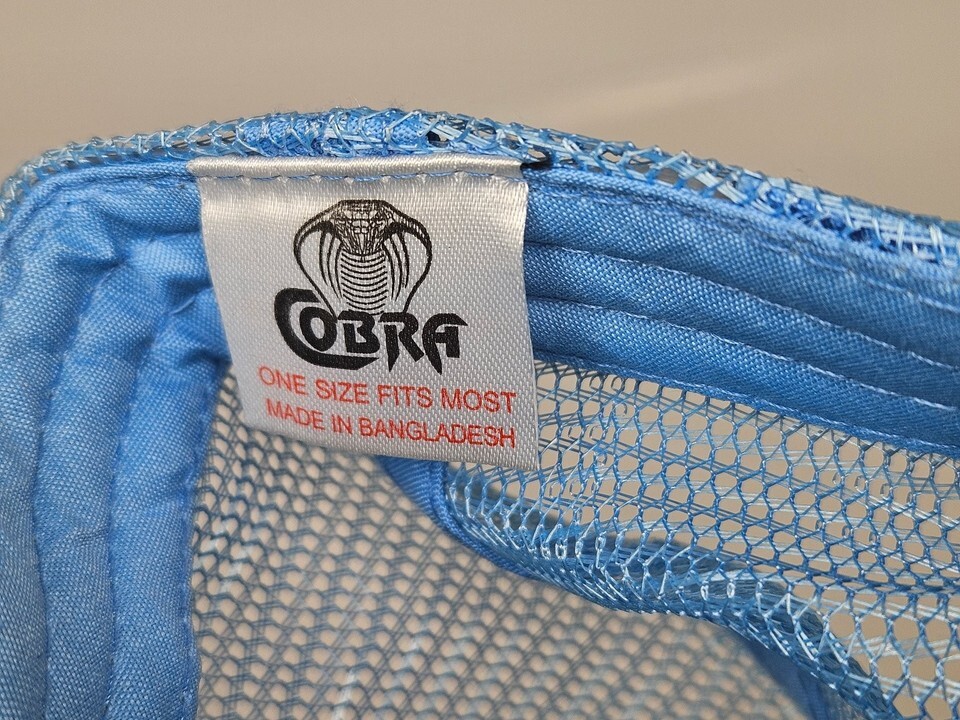 COBRA
ONE SIZE FITS MOST
MADE IN BANGLADESH